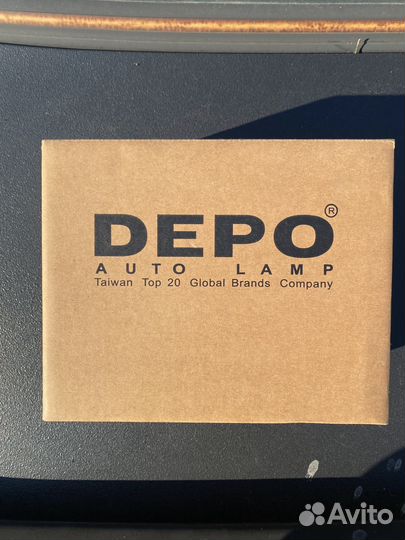 DEPO®
AUTO LAMP
Taiwan Top 20 Global Brands Company
Avito